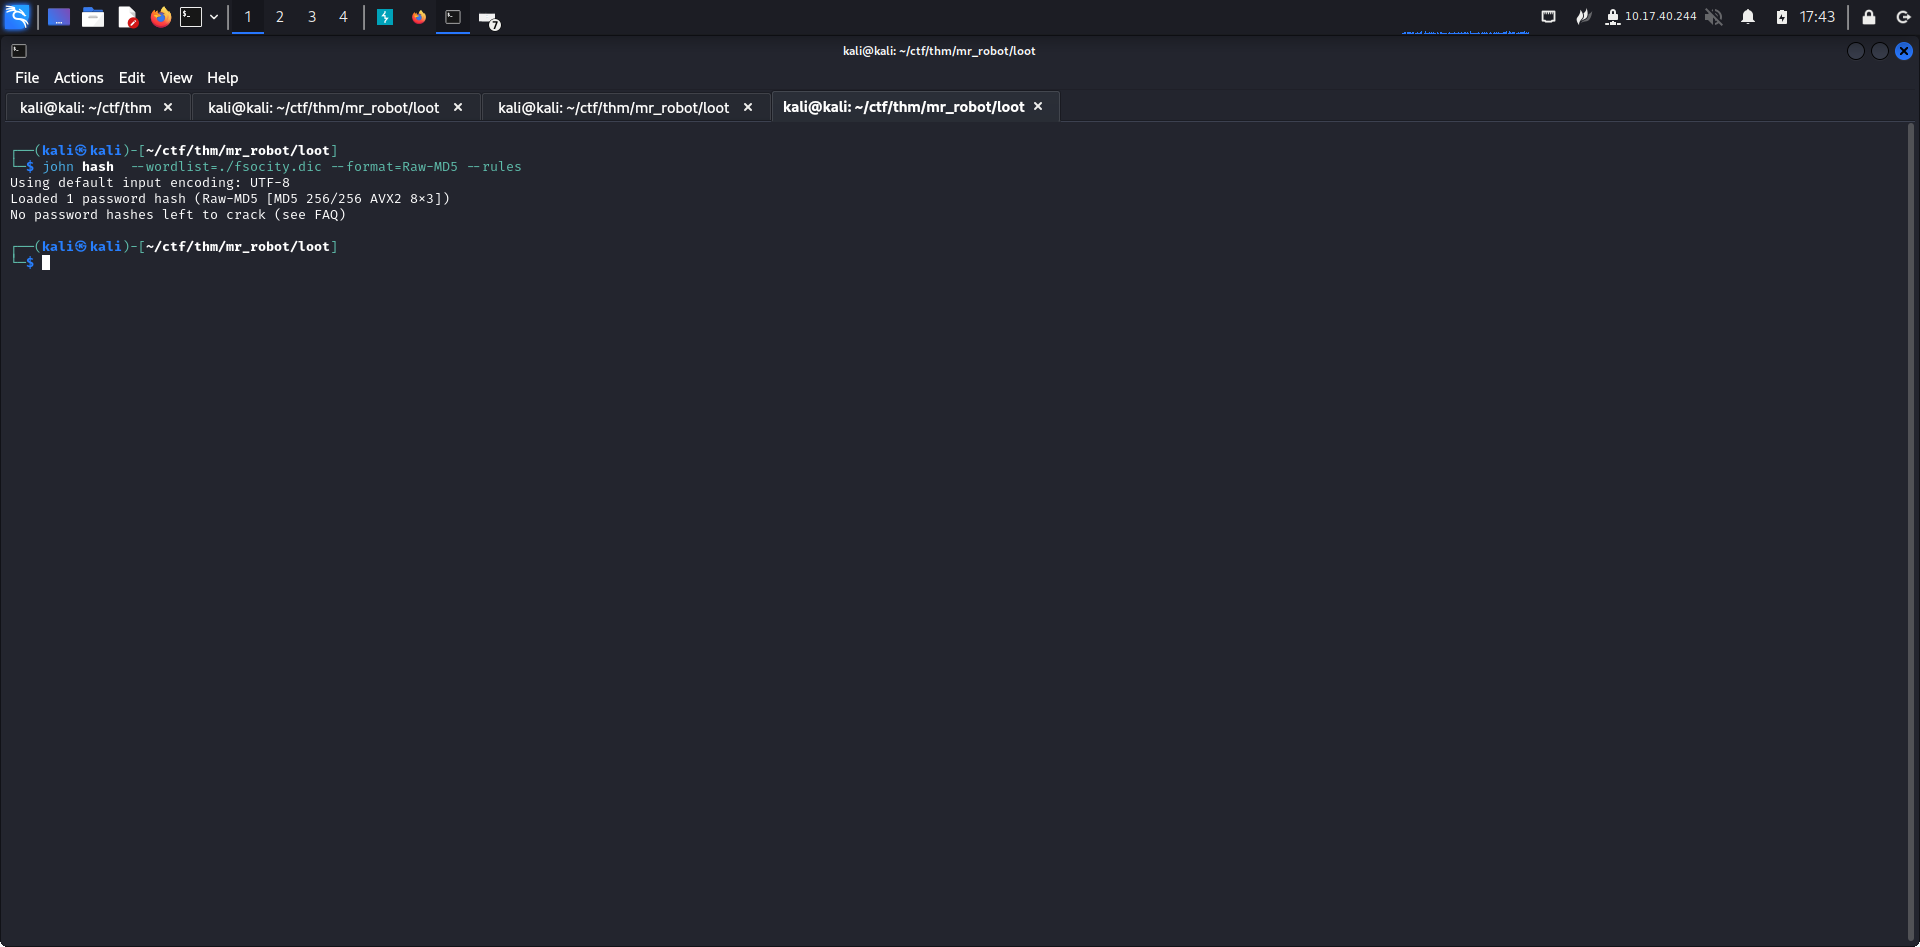 1 2 3 4 7 10.17.40.244 17:43
kali@kali: ~/ctf/thm/mr_robot/loot
File Actions Edit View Help
kali@kali: ~/ctf/thm × kali@kali: ~/ctf/thm/mr_robot/loot × kali@kali: ~/ctf/thm/mr_robot/loot × kali@kali: ~/ctf/thm/mr_robot/loot ×
┌──(kali㉿kali)-[~/ctf/thm/mr_robot/loot]
└─$ john hash  --wordlist=./fsocity.dic --format=Raw-MD5 --rules
Using default input encoding: UTF-8
Loaded 1 password hash (Raw-MD5 [MD5 256/256 AVX2 8×3])
No password hashes left to crack (see FAQ)
┌──(kali㉿kali)-[~/ctf/thm/mr_robot/loot]
└─$